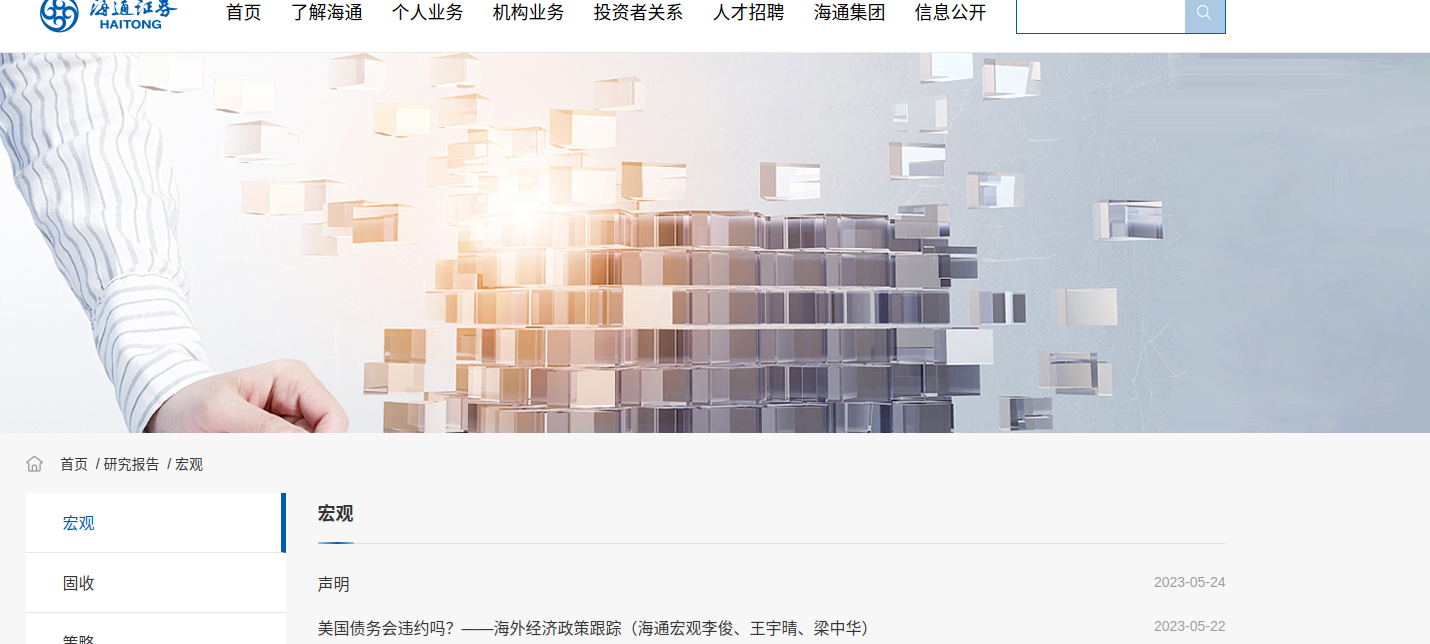 海通证券
HAITONG
首页 了解海通 个人业务 机构业务 投资者关系 人才招聘 海通集团 信息公开
首页 / 研究报告 / 宏观
宏观
固收
策略
宏观
声明 2023-05-24
美国债务会违约吗？——海外经济政策跟踪（海通宏观李俊、王宇晴、梁中华） 2023-05-22